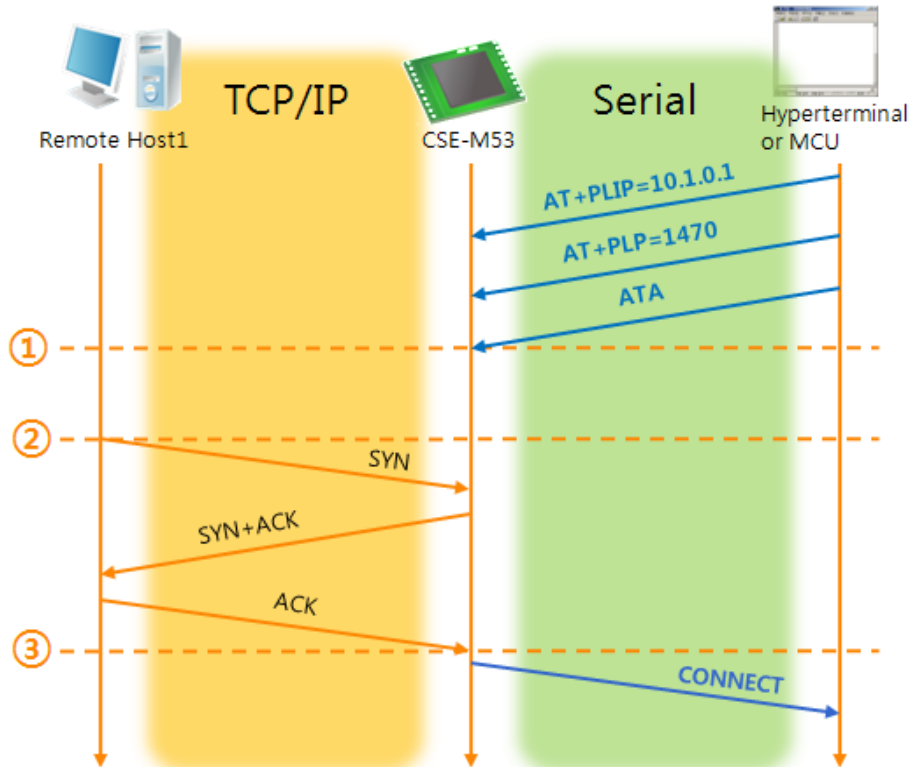 TCP/IP
Serial
Remote Host1
CSE-M53
Hyperterminal
or MCU
AT+PLIP=10.1.0.1
AT+PLP=1470
ATA
①
②
SYN
SYN+ACK
ACK
③
CONNECT